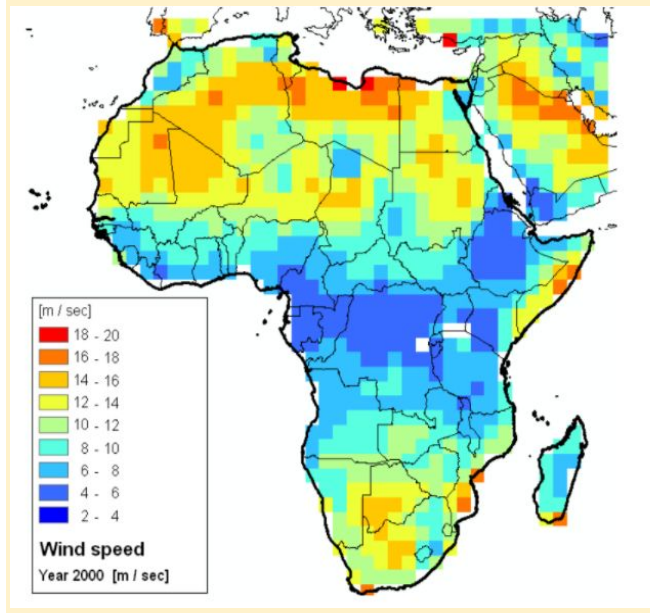 [m / sec]
18 - 20
16 - 18
14 - 16
12 - 14
10 - 12
8 - 10
6 - 8
4 - 6
2 - 4
Wind speed
Year 2000 [m / sec]